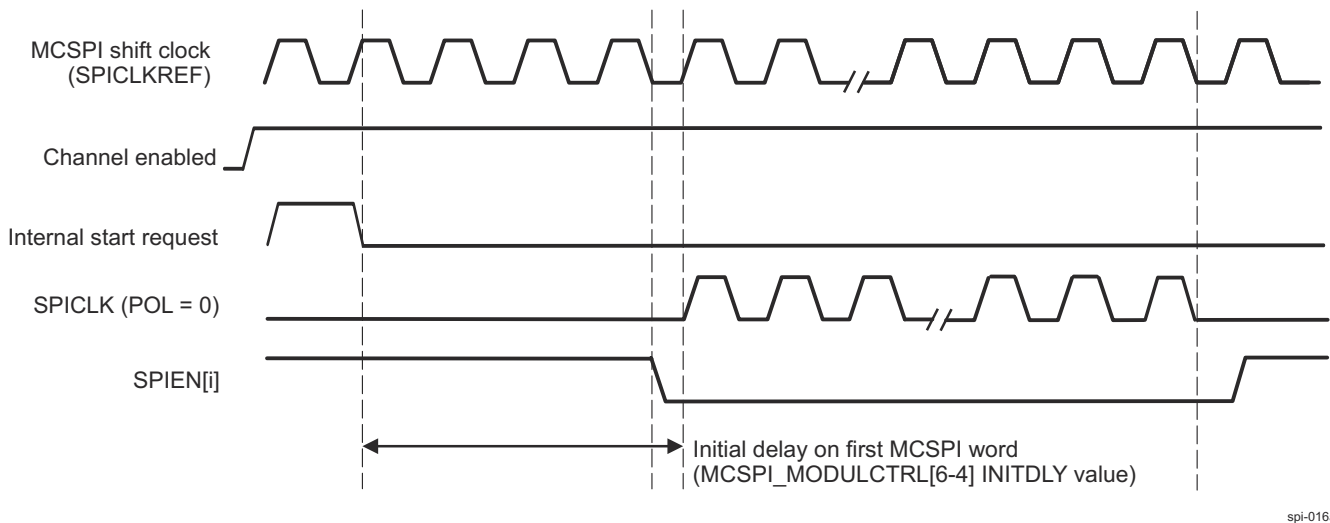 MCSPI shift clock
(SPICLKREF)
Channel enabled
Internal start request
SPICLK (POL = 0)
SPIEN[i]
Initial delay on first MCSPI word
(MCSPI_MODULCTRL[6-4] INITDLY value)
spi-016